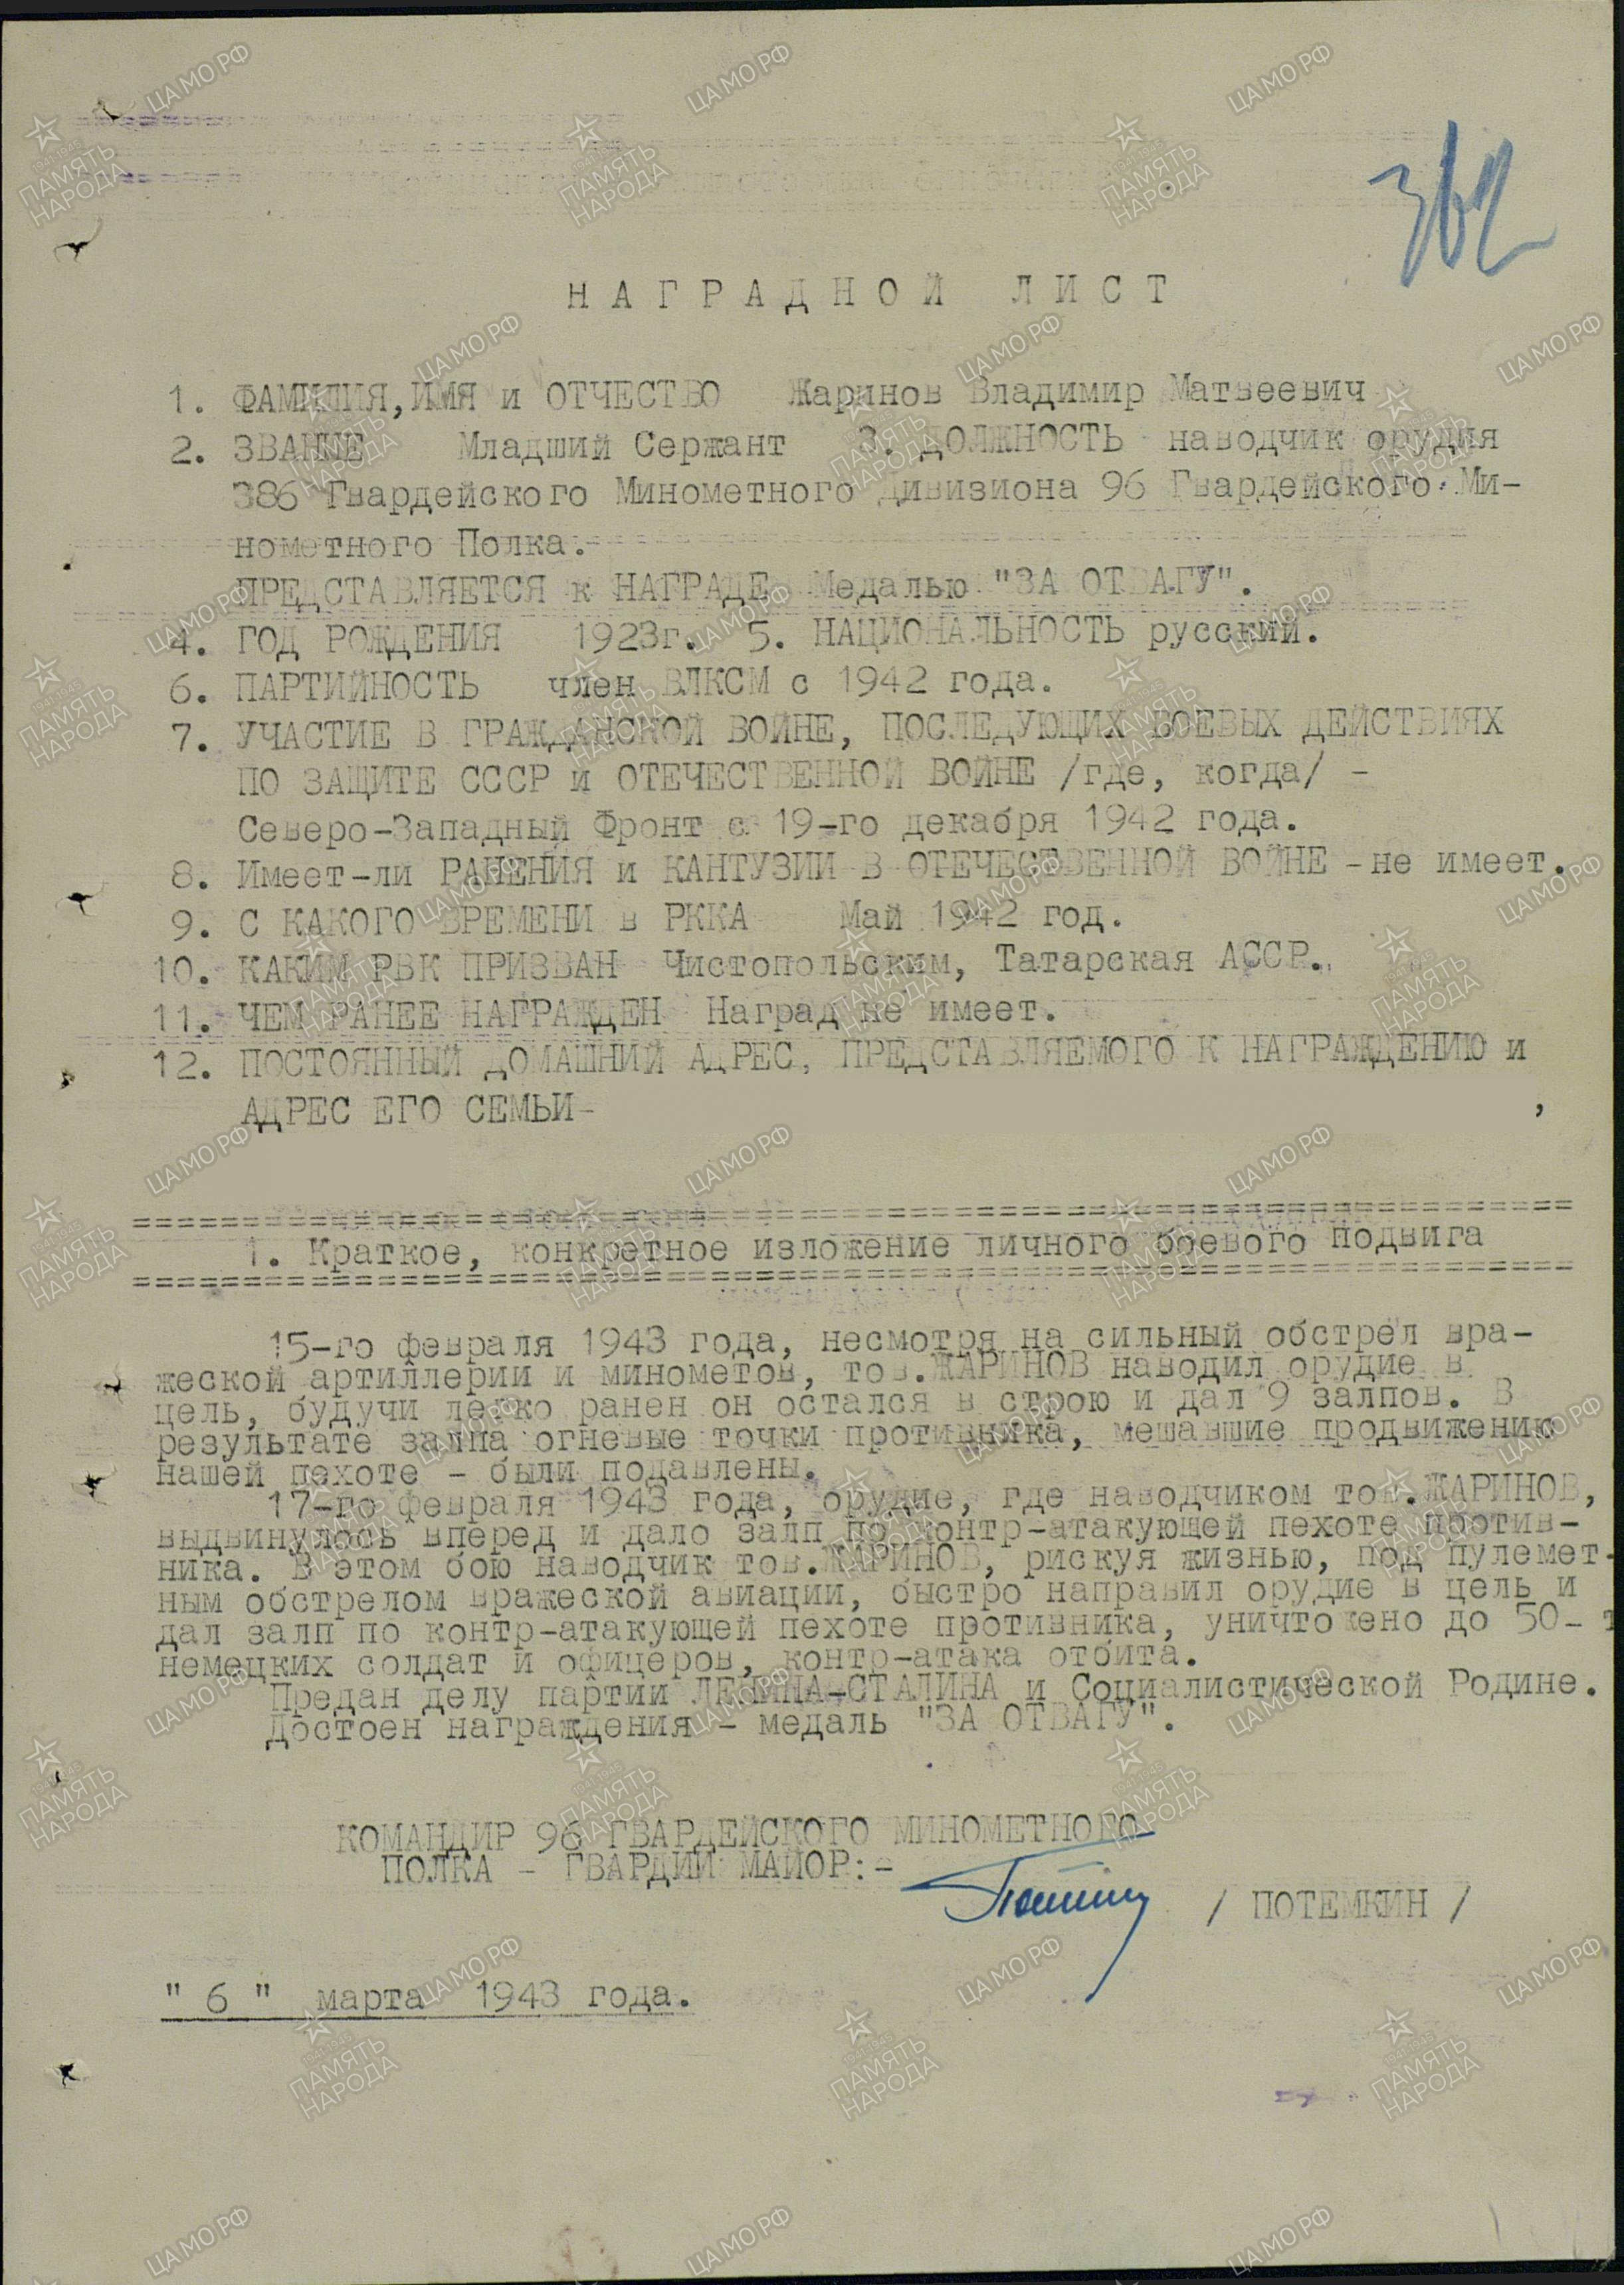 362
НАГРАДНОЙ ЛИСТ
1. ФАМИЛИЯ, ИМЯ и ОТЧЕСТВО Жаринов Владимир Матвеевич
2. ЗВАНИЕ Младший Сержант 3. ДОЛЖНОСТЬ наводчик орудия
386 Гвардейского Минометного Дивизиона 96 Гвардейского Ми-
нометного Полка.-
ПРЕДСТАВЛЯЕТСЯ к НАГРАДЕ Медалью "ЗА ОТВАГУ".
4. ГОД РОЖДЕНИЯ 1923г. 5. НАЦИОНАЛЬНОСТЬ русский.
6. ПАРТИЙНОСТЬ член ВЛКСМ с 1942 года.
7. УЧАСТИЕ В ГРАЖДАНСКОЙ ВОЙНЕ, ПОСЛЕДУЮЩИХ БОЕВЫХ ДЕЙСТВИЯХ
ПО ЗАЩИТЕ СССР и ОТЕЧЕСТВЕННОЙ ВОЙНЕ /где, когда/ -
Северо-Западный Фронт с 19-го декабря 1942 года.
8. Имеет-ли РАНЕНИЯ и КАНТУЗИИ В ОТЕЧЕСТВЕННОЙ ВОЙНЕ - не имеет.
9. С КАКОГО ВРЕМЕНИ в РККА Май 1942 год.
10. КАКИМ РВК ПРИЗВАН Чистопольским, Татарская АССР.
11. ЧЕМ РАНЕЕ НАГРАЖДЕН Наград не имеет.
12. ПОСТОЯННЫЙ ДОМАШНИЙ АДРЕС, ПРЕДСТАВЛЯЕМОГО К НАГРАЖДЕНИЮ и
АДРЕС ЕГО СЕМЬИ- ,
1. Краткое, конкретное изложение личного боевого подвига
15-го февраля 1943 года, несмотря на сильный обстрел вра-
жеской артиллерии и минометов, тов.ЖАРИНОВ наводил орудие в
цель, будучи легко ранен он остался в строю и дал 9 залпов. В
результате залпа огневые точки противника, мешавшие продвижению
нашей пехоте - были подавлены.
17-го февраля 1943 года, орудие, где наводчиком тов.ЖАРИНОВ,
выдвинулось вперед и дало залп по контр-атакующей пехоте против-
ника. В этом бою наводчик тов.ЖАРИНОВ, рискуя жизнью, под пулемет-
ным обстрелом вражеской авиации, быстро направил орудие в цель и
дал залп по контр-атакующей пехоте противника, уничтожено до 50-т
немецких солдат и офицеров, контр-атака отбита.
Предан делу партии ЛЕНИНА-СТАЛИНА и Социалистической Родине.
Достоен награждения - медаль "ЗА ОТВАГУ".
КОМАНДИР 96 ГВАРДЕЙСКОГО МИНОМЕТНОГО
ПОЛКА - ГВАРДИИ МАЙОР:-
/ ПОТЕМКИН /
" 6 " марта 1943 года.